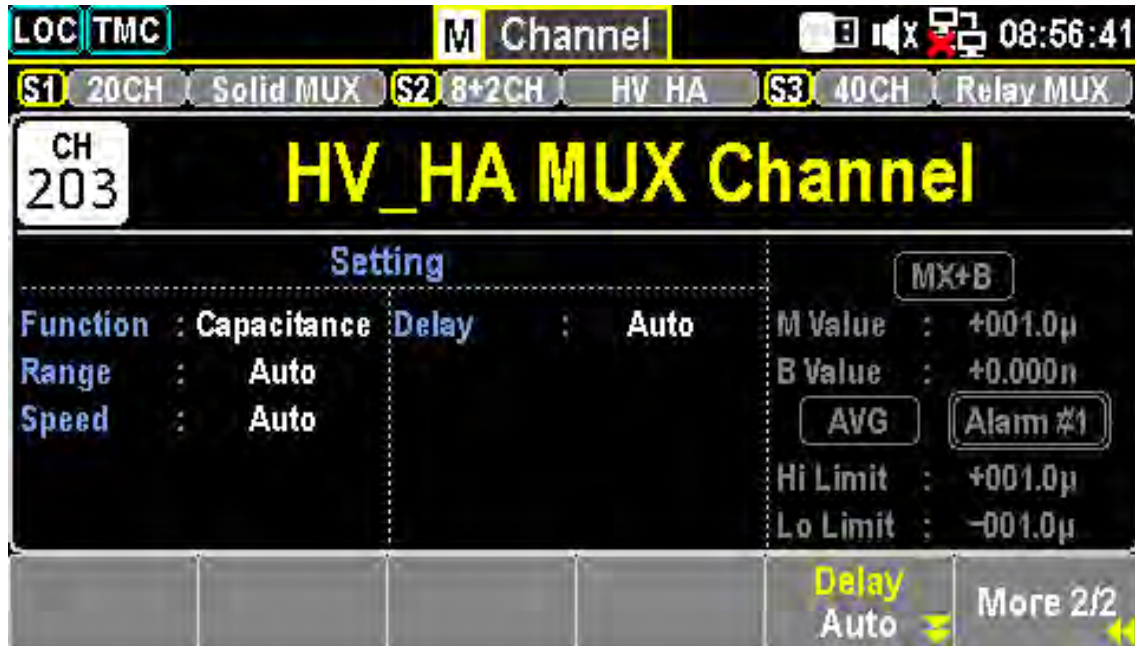 LOC TMC M Channel 08:56:41
S1 20CH Solid MUX S2 8+2CH HV_HA S3 40CH Relay MUX
CH
203
HV_HA MUX Channel
Setting
MX+B
Function : Capacitance Delay : Auto M Value : +001.0µ
Range : Auto B Value : +0.000n
Speed : Auto AVG Alarm #1
Hi Limit : +001.0µ
Lo Limit : -001.0µ
Delay
Auto
More 2/2